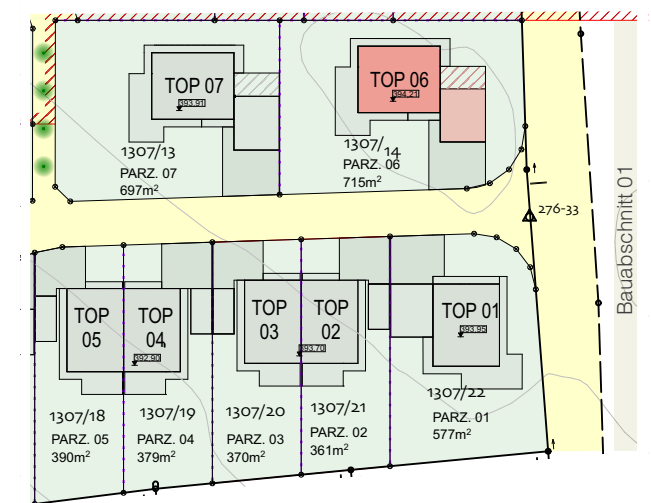 TOP 07
393.91
TOP 06
394.21
1307/13
PARZ. 07
697m²
1307/14
PARZ. 06
715m²
276-33
Bauabschnitt 01
TOP
05
TOP
04
392.90
TOP
03
TOP
02
393.70
TOP 01
393.95
1307/18
PARZ. 05
390m²
1307/19
PARZ. 04
379m²
1307/20
PARZ. 03
370m²
1307/21
PARZ. 02
361m²
1307/22
PARZ. 01
577m²